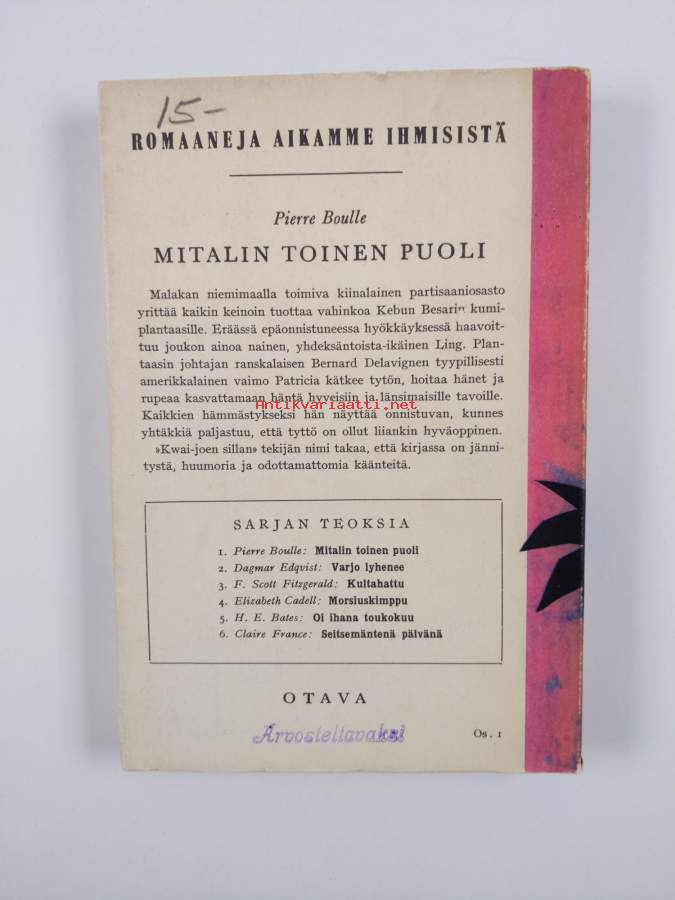 15-
ROMAANEJA AIKAMME IHMISISTÄ
Pierre Boulle
MITALIN TOINEN PUOLI
Malakan niemimaalla toimiva kiinalainen partisaaniosasto
yrittää kaikin keinoin tuottaa vahinkoa Kebun Besarin kumi-
plantaasille. Eräässä epäonnistuneessa hyökkäyksessä haavoit-
tuu joukon ainoa nainen, yhdeksäntoista-ikäinen Ling. Plan-
taasin johtajan ranskalaisen Bernard Delavignen tyypillisesti
amerikkalainen vaimo Patricia kätkee tytön, hoitaa hänet ja
rupeaa kasvattamaan häntä hyveisiin ja länsimaisille tavoille.
Antikvariaatti.net
Kaikkien hämmästykseksi hän näyttää onnistuvan, kunnes
yhtäkkiä paljastuu, että tyttö on ollut liiankin hyväoppinen.
»Kwai-joen sillan» tekijän nimi takaa, että kirjassa on jänni-
tystä, huumoria ja odottamattomia käänteitä.
SARJAN TEOKSIA
1. Pierre Boulle: Mitalin toinen puoli
2. Dagmar Edqvist: Varjo lyhenee
3. F. Scott Fitzgerald: Kultahattu
4. Elizabeth Cadell: Morsiuskimppu
5. H. E. Bates: Oi ihana toukokuu
6. Claire France: Seitsemäntenä päivänä
OTAVA
Arvosteltavaksi
Os. 1